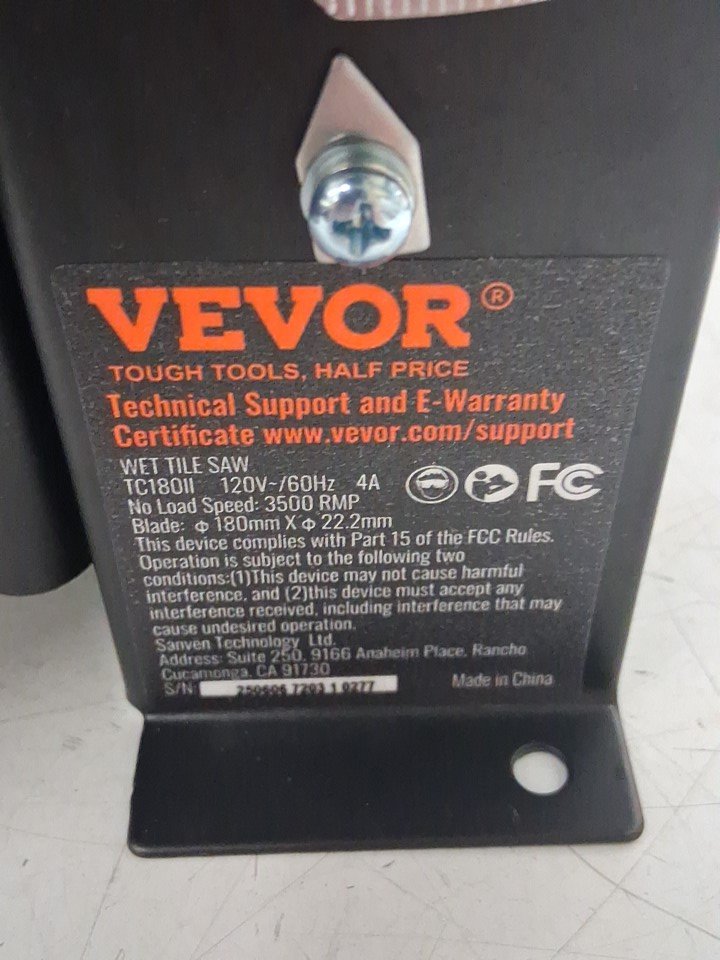 VEVOR®
TOUGH TOOLS, HALF PRICE
Technical Support and E-Warranty
Certificate www.vevor.com/support
WET TILE SAW
TC180II 120V~/60Hz 4A
FC
No Load Speed: 3500 RMP
Blade: Φ 180mm X Φ 22.2mm
This device complies with Part 15 of the FCC Rules.
Operation is subject to the following two
conditions:(1)This device may not cause harmful
interference, and (2)this device must accept any
interference received, including interference that may
cause undesired operation.
Sanven Technology Ltd.
Address: Suite 250, 9166 Anaheim Place, Rancho
Cucamonga, CA 91730
S/N: Made in China